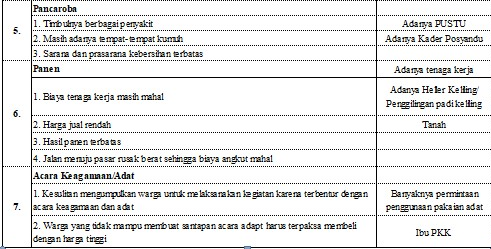 Pancaroba
5.
1. Timbulnya berbagai penyakit
Adanya PUSTU
2. Masih adanya tempat-tempat kumuh
Adanya Kader Posyandu
3. Sarana dan prasarana kebersihan terbatas
Panen
Adanya tenaga kerja
6.
1. Biaya tenaga kerja masih mahal
Adanya Heller Keliling/
Penggilingan padi keliling
2. Harga jual rendah
Tanah
3. Hasil panen terbatas
4. Jalan menuju pasar rusak berat sehingga biaya angkut mahal
Acara Keagamaan/Adat
7.
1. Kesulitan mengumpulkan warga untuk melaksanakan kegiatan karena terbentur dengan
acara keagamaan dan adat
Banyaknya permintaan
penggunaan pakaian adat
2. Warga yang tidak mampu membuat santapan acara adapt harus terpaksa membeli
dengan harga tinggi
Ibu PKK